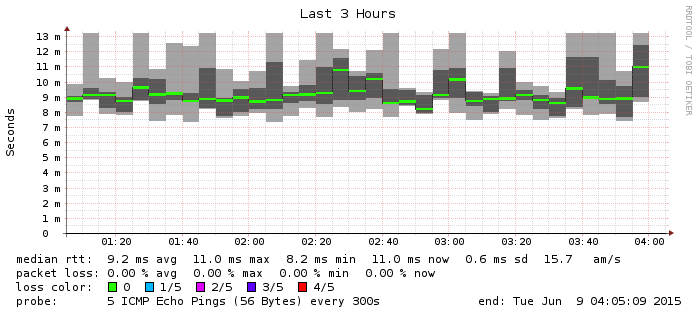 Last 3 Hours
RRDTOOL / TOBI OETIKER
Seconds
13 m
12 m
11 m
10 m
9 m
8 m
7 m
6 m
5 m
4 m
3 m
2 m
1 m
0
01:20 01:40 02:00 02:20 02:40 03:00 03:20 03:40 04:00
median rtt: 9.2 ms avg 11.0 ms max 8.2 ms min 11.0 ms now 0.6 ms sd 15.7 am/s
packet loss: 0.00 % avg 0.00 % max 0.00 % min 0.00 % now
loss color: 0 1/5 2/5 3/5 4/5
probe: 5 ICMP Echo Pings (56 Bytes) every 300s end: Tue Jun 9 04:05:09 2015